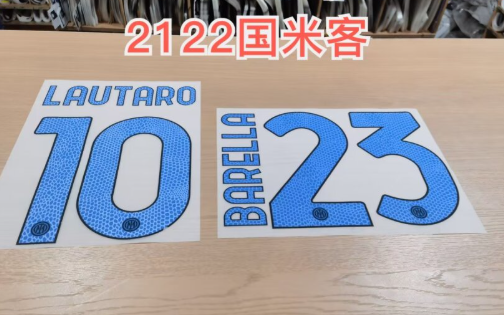 2122国米客
LAUTARO
10
BARELLA
23